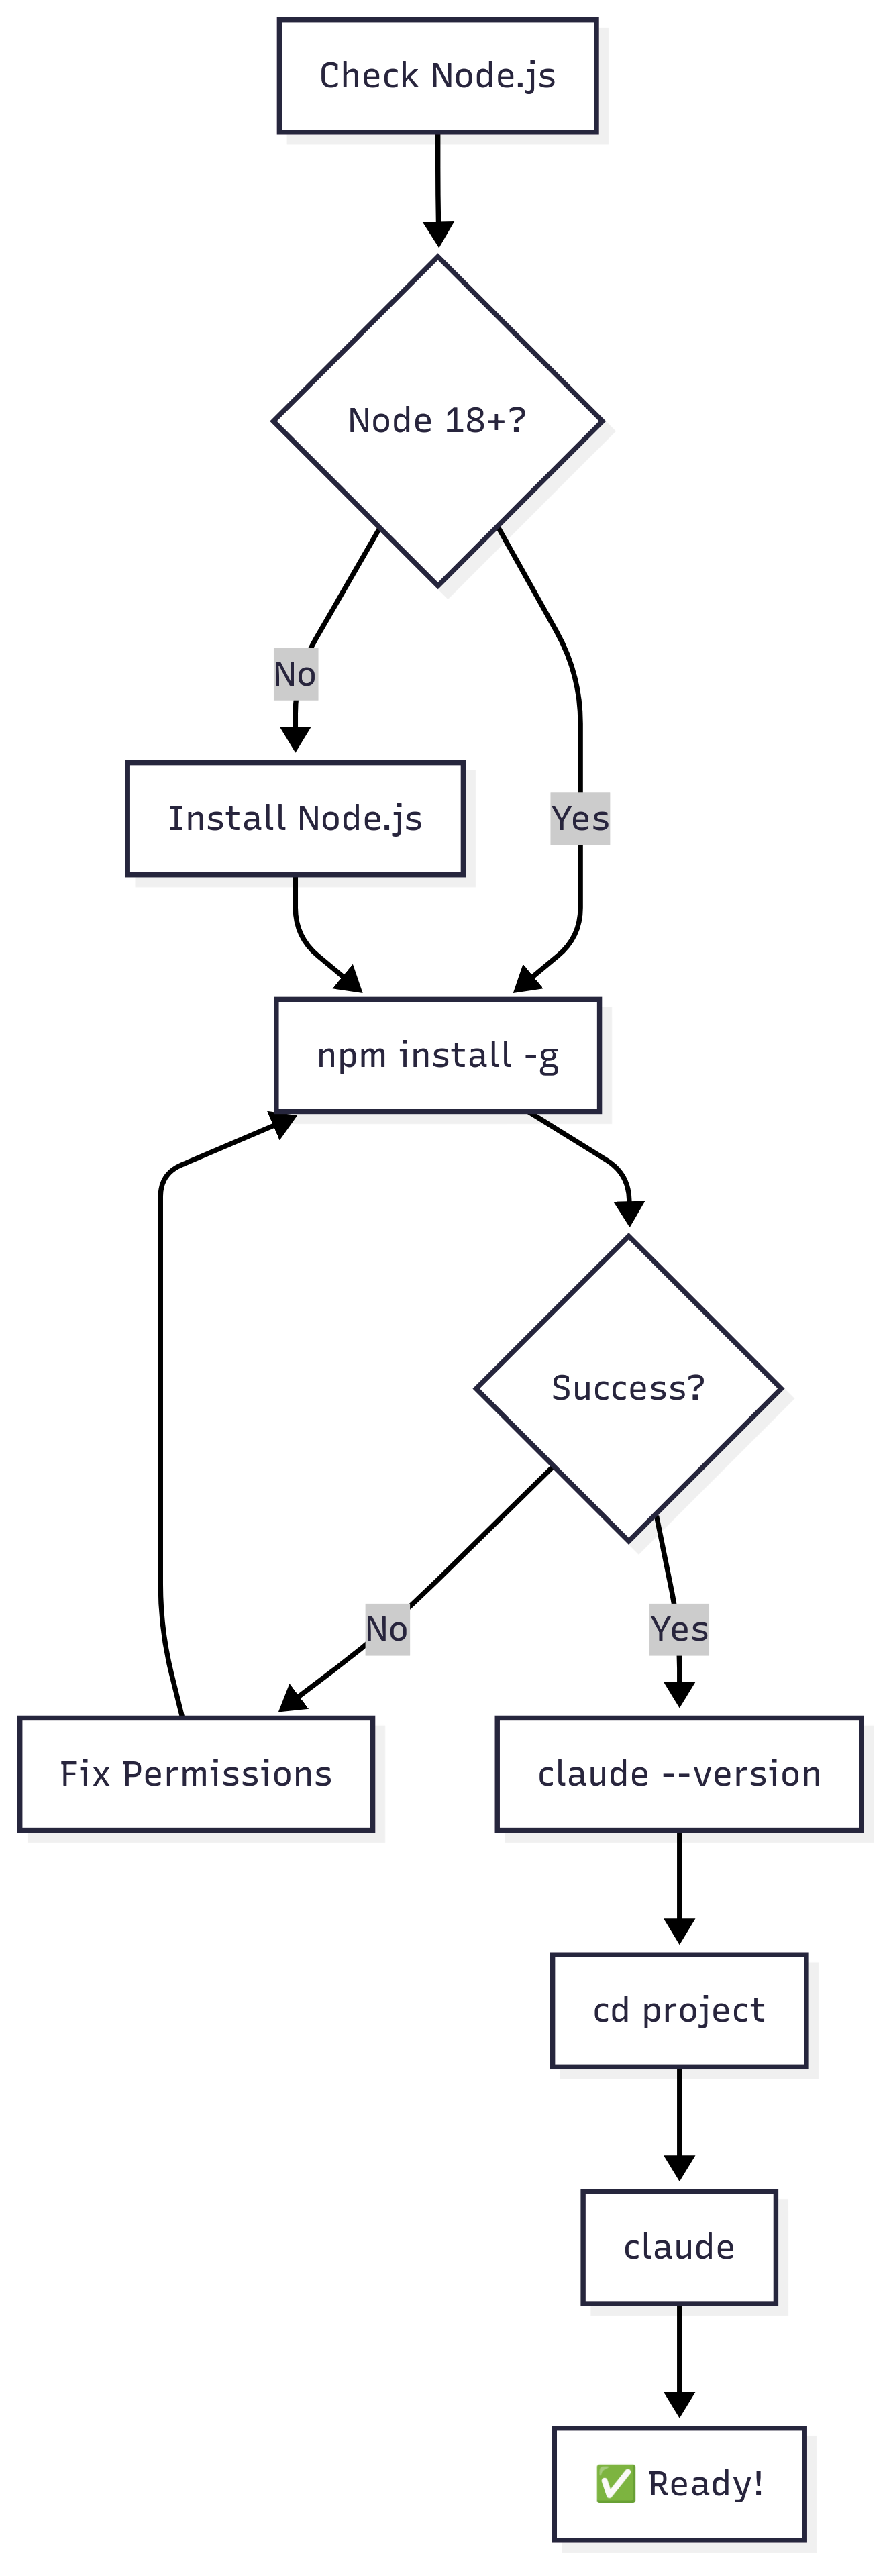 Check Node.js
Node 18+?
No
Install Node.js
Yes
npm install -g
Success?
No
Yes
Fix Permissions
claude --version
cd project
claude
✅ Ready!